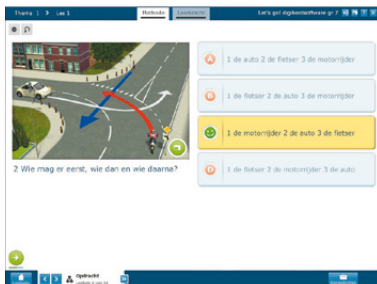 Thema 1 > Les 1
Methode
Let's go! digibordsoftware gr 7
2 Wie mag er eerst, wie dan en wie daarna?
A 1 de auto 2 de fietser 3 de motorrijder
B 1 de fietser 2 de auto 3 de motorrijder
1 de motorrijder 2 de auto 3 de fietser
D 1 de fietser 2 de motorrijder 3 de auto
Opdracht